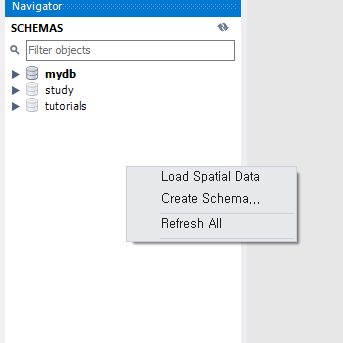 Navigator
SCHEMAS
Filter objects
mydb
study
tutorials
Load Spatial Data
Create Schema...
Refresh All